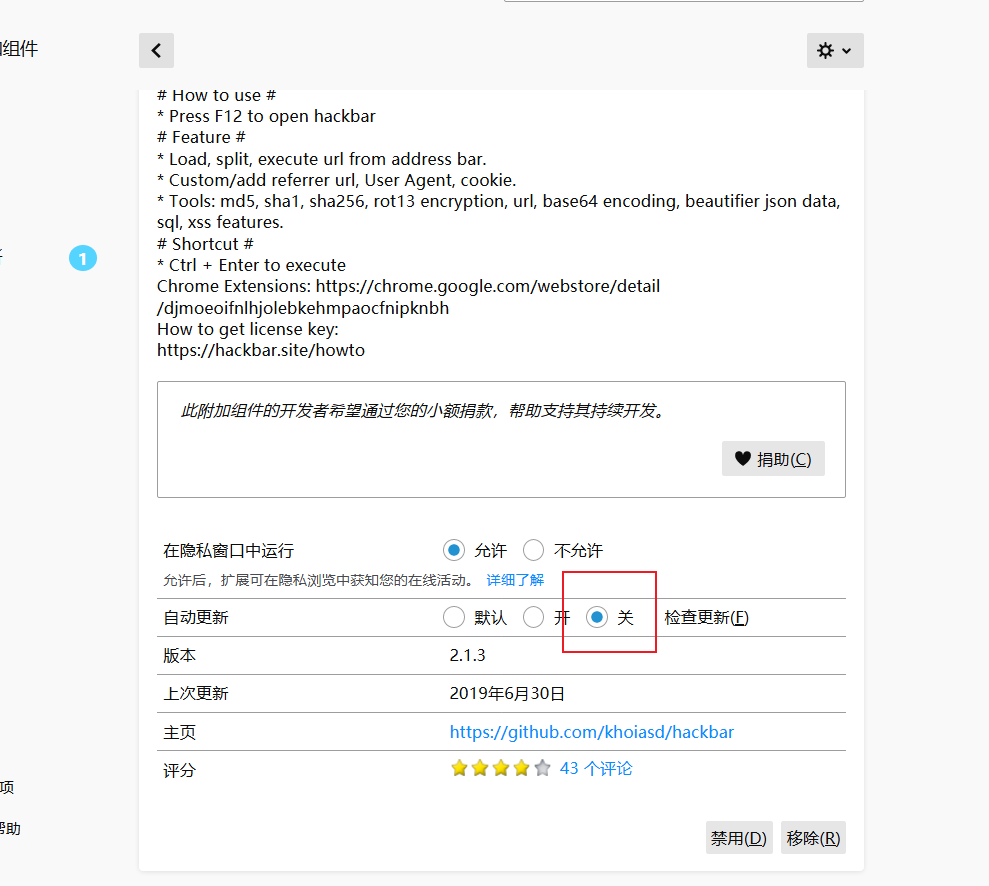 组件
# How to use #
* Press F12 to open hackbar
# Feature #
* Load, split, execute url from address bar.
* Custom/add referrer url, User Agent, cookie.
* Tools: md5, sha1, sha256, rot13 encryption, url, base64 encoding, beautifier json data,
sql, xss features.
# Shortcut #
1
* Ctrl + Enter to execute
Chrome Extensions: https://chrome.google.com/webstore/detail
/djmoeoifnlhjolebkehmpaocfnipknbh
How to get license key:
https://hackbar.site/howto
此附加组件的开发者希望通过您的小额捐款，帮助支持其持续开发。
捐助(C)
在隐私窗口中运行 允许 不允许
允许后，扩展可在隐私浏览中获知您的在线活动。 详细了解
自动更新 默认 开 关 检查更新(F)
版本 2.1.3
上次更新 2019年6月30日
主页 https://github.com/khoiasd/hackbar
评分 43 个评论
项
帮助
禁用(D) 移除(R)